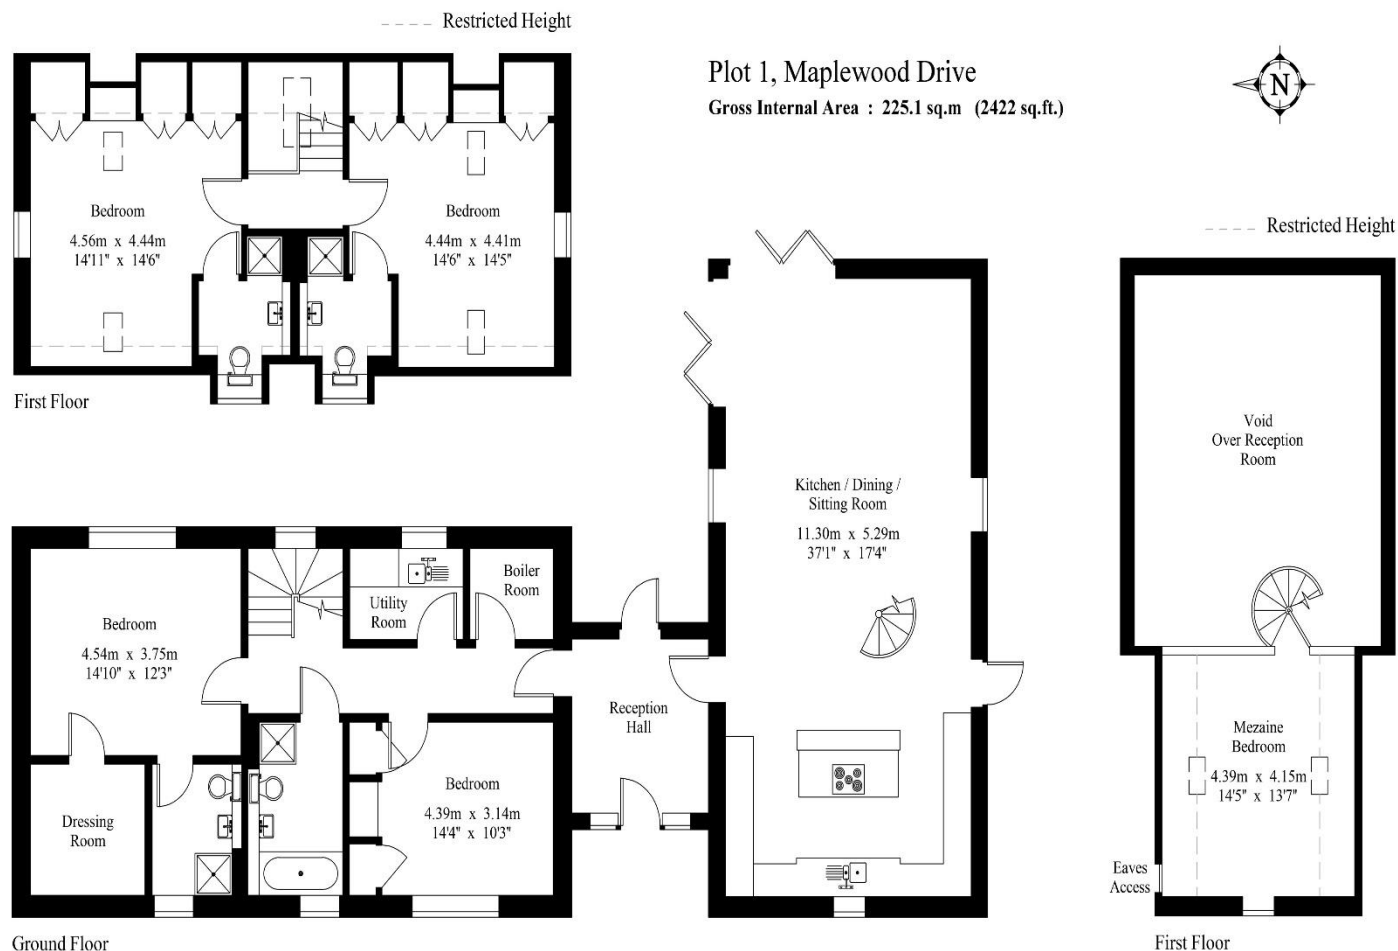 Restricted Height
Plot 1, Maplewood Drive
Gross Internal Area : 225.1 sq.m (2422 sq.ft.)
N
Bedroom
4.56m x 4.44m
14'11" x 14'6"
Bedroom
4.44m x 4.41m
14'6" x 14'5"
First Floor
Restricted Height
Void
Over Reception
Room
Kitchen / Dining /
Sitting Room
11.30m x 5.29m
37'1" x 17'4"
Boiler
Room
Utility
Room
Bedroom
4.54m x 3.75m
14'10" x 12'3"
Reception
Hall
Mezaine
Bedroom
4.39m x 4.15m
14'5" x 13'7"
Bedroom
4.39m x 3.14m
14'4" x 10'3"
Dressing
Room
Eaves
Access
Ground Floor
First Floor